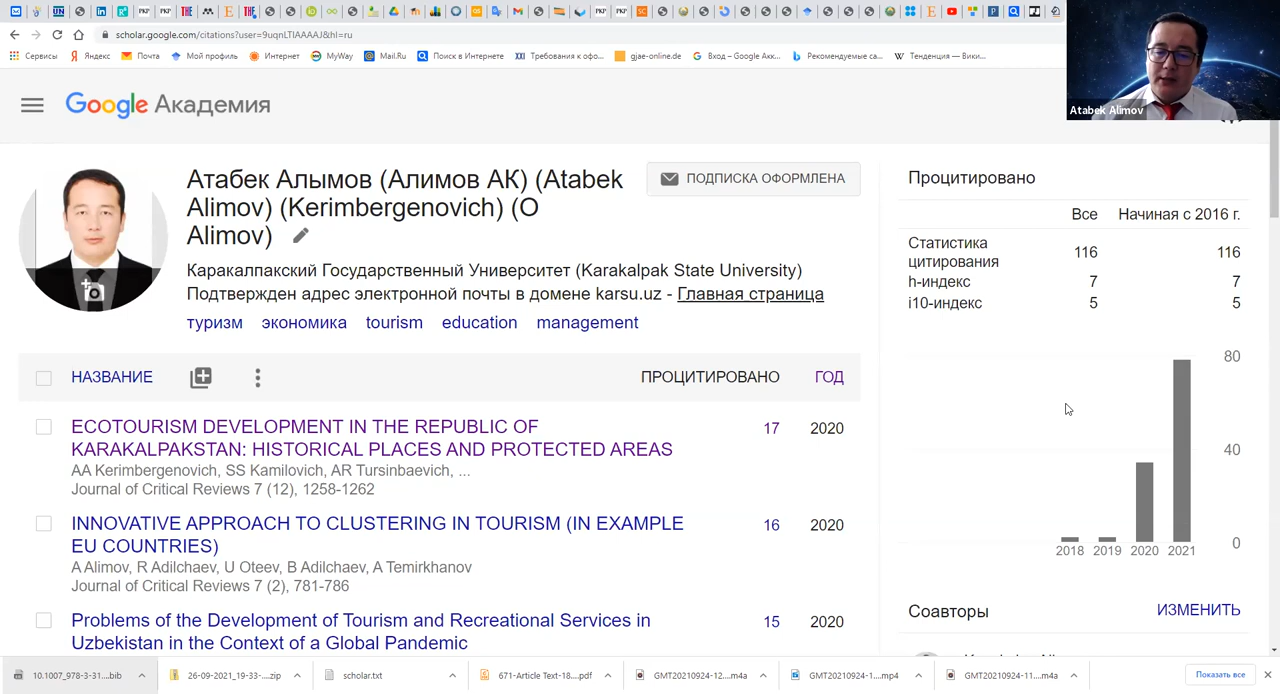 scholar.google.com/citations?user=9uqnLTIAAAAJ&hl=ru
Сервисы
Яндекс
Почта
Мой профиль
Интернет
MyWay
Mail.Ru
Поиск в Интернете
Требования к офо...
gjae-online.de
Вход – Google Акк...
Рекомендуемые са...
Тенденция — Вики...
Atabek Alimov
Google Академия
Атабек Алымов (Алимов АК) (Atabek
Alimov) (Kerimbergenovich) (O
Alimov)
ПОДПИСКА ОФОРМЛЕНА
Каракалпакский Государственный Университет (Karakalpak State University)
Подтвержден адрес электронной почты в домене karsu.uz - Главная страница
туризм экономика tourism education management
НАЗВАНИЕ
ПРОЦИТИРОВАНО
ГОД
ECOTOURISM DEVELOPMENT IN THE REPUBLIC OF
KARAKALPAKSTAN: HISTORICAL PLACES AND PROTECTED AREAS
17 2020
AA Kerimbergenovich, SS Kamilovich, AR Tursinbaevich, ...
Journal of Critical Reviews 7 (12), 1258-1262
INNOVATIVE APPROACH TO CLUSTERING IN TOURISM (IN EXAMPLE
EU COUNTRIES)
16 2020
A Alimov, R Adilchaev, U Oteev, B Adilchaev, A Temirkhanov
Journal of Critical Reviews 7 (2), 781-786
Problems of the Development of Tourism and Recreational Services in
Uzbekistan in the Context of a Global Pandemic
15 2020
Процитировано
Все Начиная с 2016 г.
Статистика
цитирования
116 116
h-индекс 7 7
i10-индекс 5 5
80
40
0
2018 2019 2020 2021
Соавторы
ИЗМЕНИТЬ
10.1007_978-3-31....bib
26-09-2021_19-33-....zip
scholar.txt
671-Article Text-18....pdf
GMT20210924-12....m4a
GMT20210924-1....mp4
GMT20210924-11....m4a
Показать все